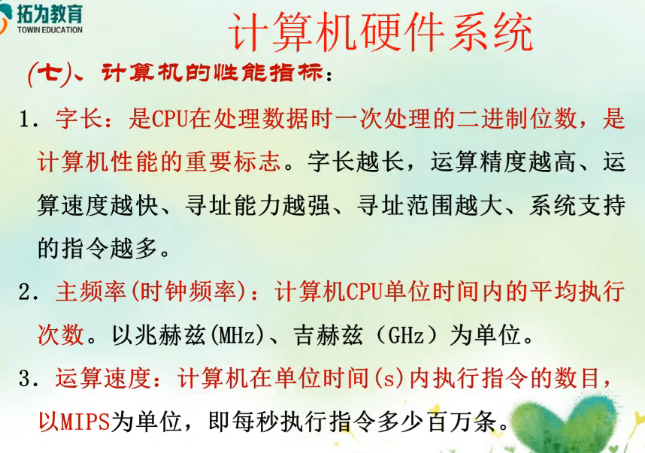 拓为教育
TOWIN EDUCATION
计算机硬件系统
(七)、计算机的性能指标：
1．字长：是CPU在处理数据时一次处理的二进制位数，是
计算机性能的重要标志。字长越长，运算精度越高、运
算速度越快、寻址能力越强、寻址范围越大、系统支持
的指令越多。
2．主频率(时钟频率)：计算机CPU单位时间内的平均执行
次数。以兆赫兹(MHz)、吉赫兹（GHz）为单位。
3．运算速度：计算机在单位时间(s)内执行指令的数目，
以MIPS为单位，即每秒执行指令多少百万条。